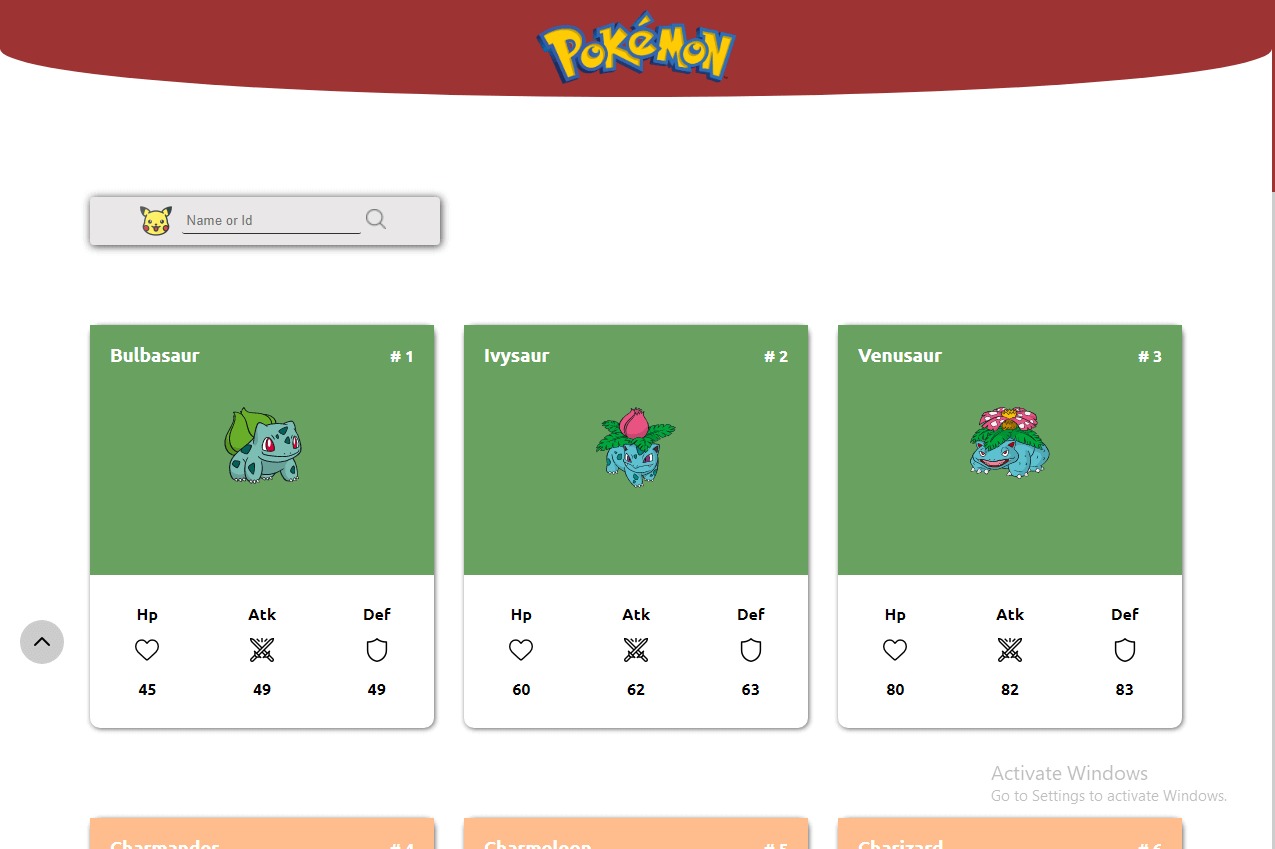 POKéMON
Name or Id
Bulbasaur # 1
Ivysaur # 2
Venusaur # 3
Hp Atk Def
Hp Atk Def
Hp Atk Def
45 49 49
60 62 63
80 82 83
Activate Windows
Go to Settings to activate Windows.
Charmander # 4
Charmeleon # 5
Charizard # 6